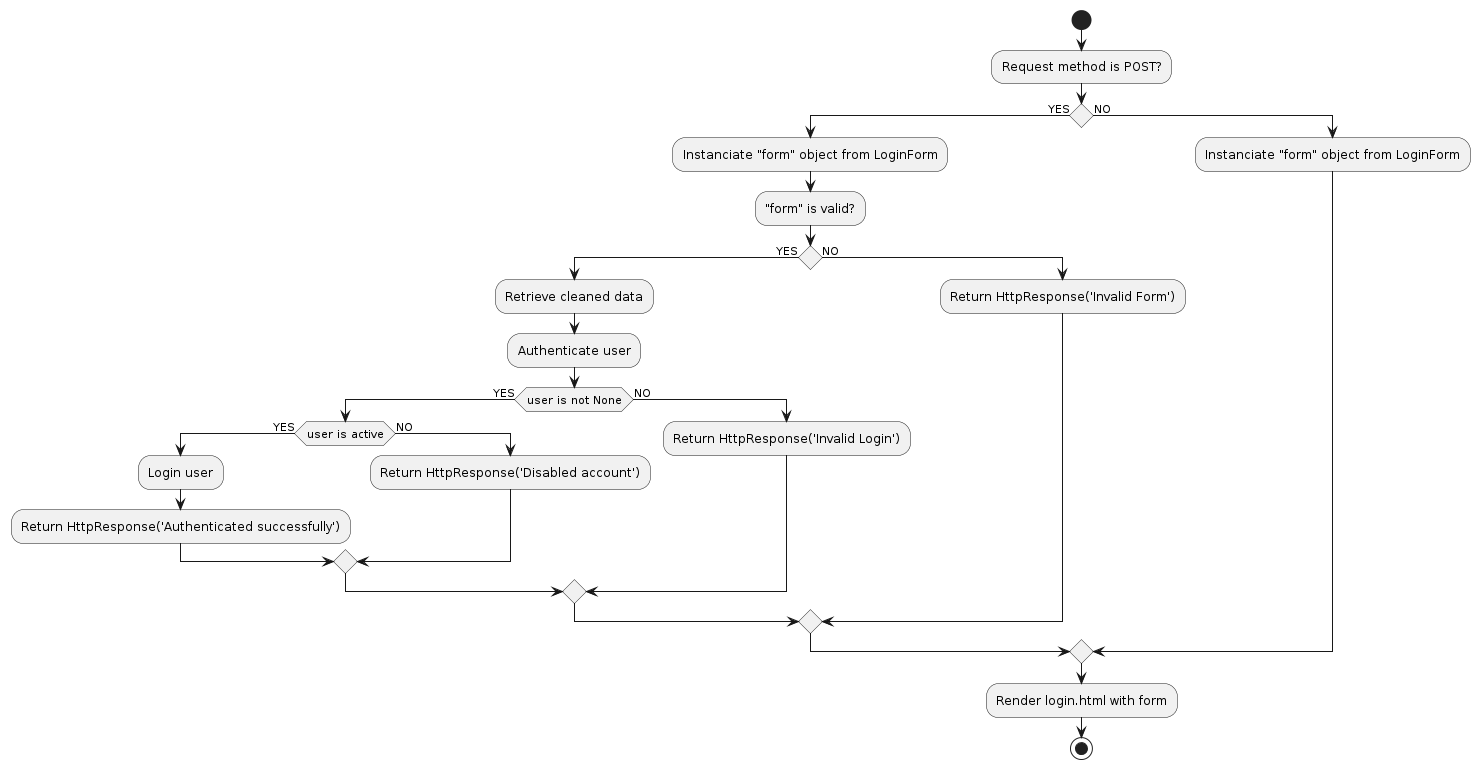 Request method is POST?
YES
NO
Instanciate "form" object from LoginForm
Instanciate "form" object from LoginForm
"form" is valid?
YES
NO
Retrieve cleaned data
Return HttpResponse('Invalid Form')
Authenticate user
YES
user is not None
NO
YES
user is active
NO
Return HttpResponse('Invalid Login')
Login user
Return HttpResponse('Disabled account')
Return HttpResponse('Authenticated successfully')
Render login.html with form